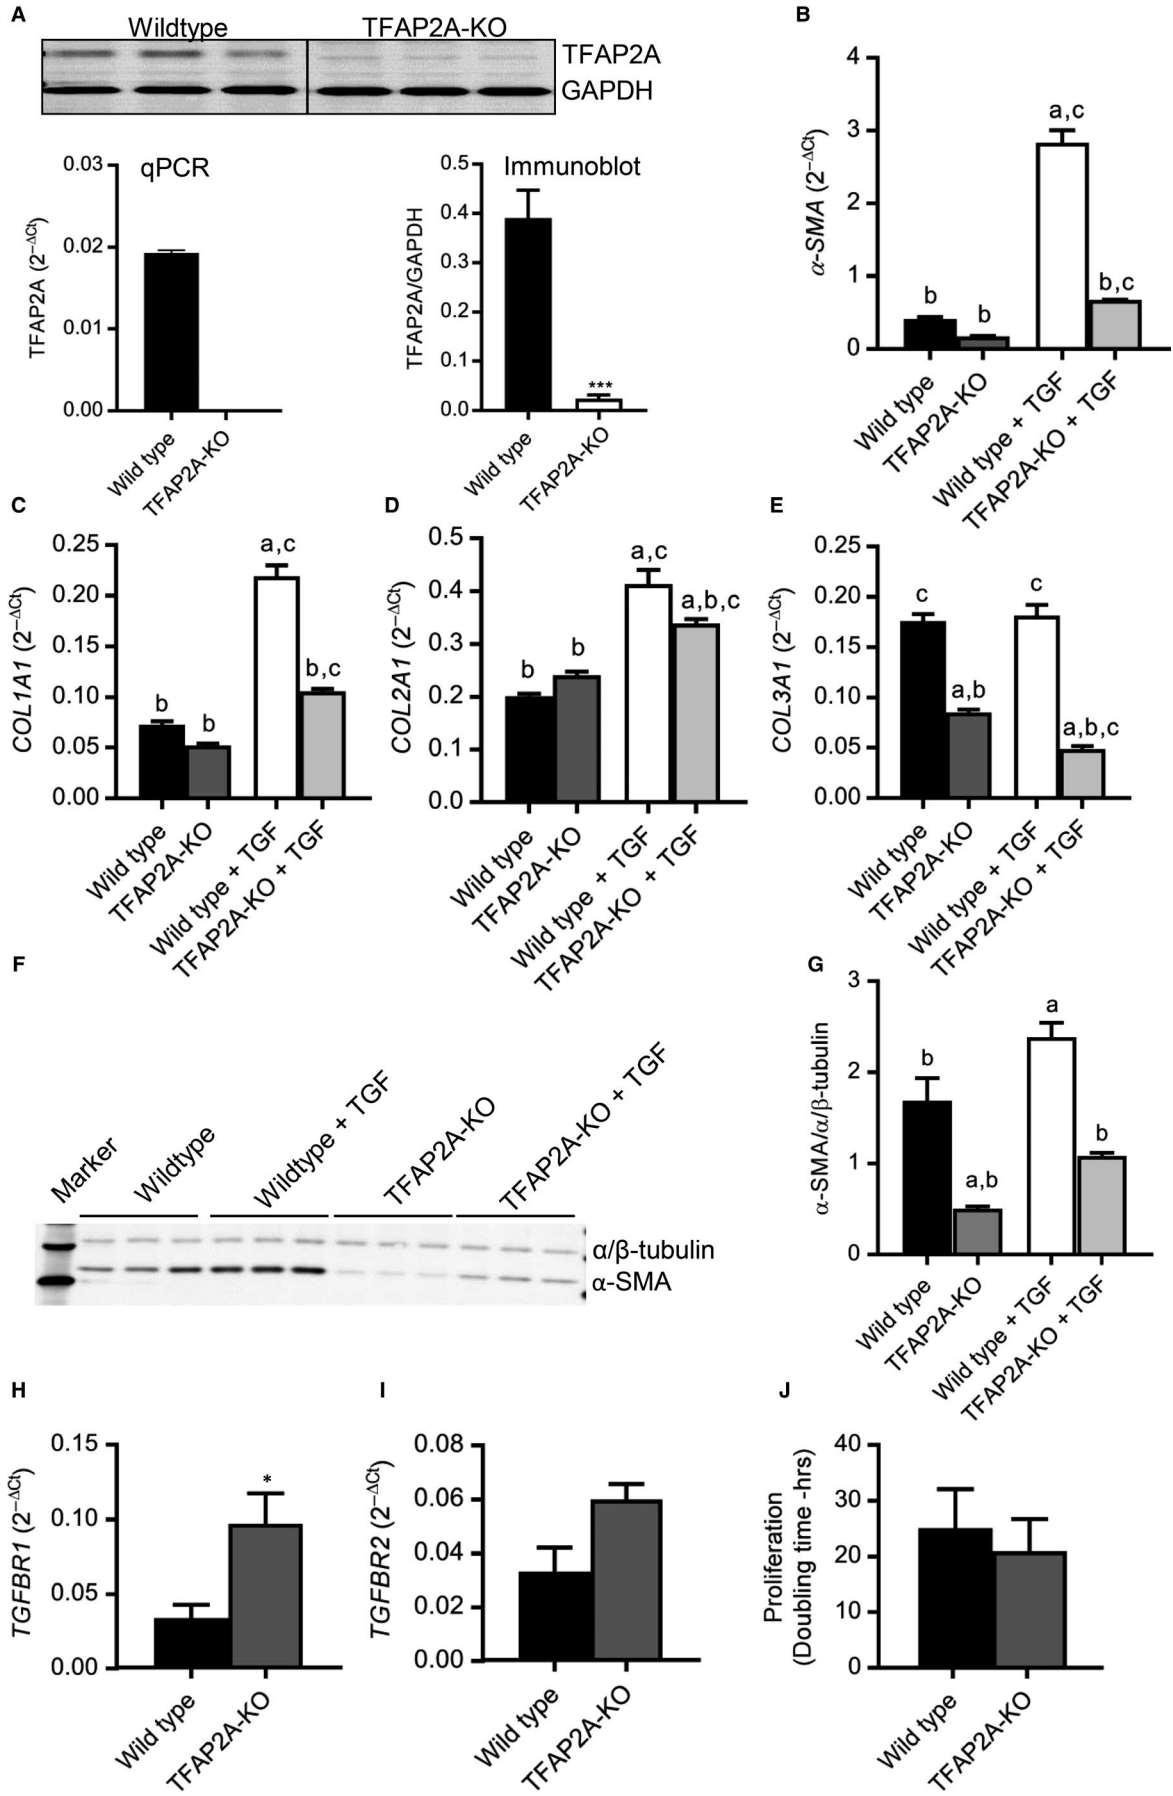 A
Wildtype TFAP2A-KO
TFAP2A
GAPDH
qPCR
TFAP2A (2−ΔCt)
0.03
0.02
0.01
0.00
Wild type
TFAP2A-KO
Immunoblot
TFAP2A/GAPDH
0.5
0.4
0.3
0.2
0.1
0.0
***
Wild type
TFAP2A-KO
B
α-SMA (2−ΔCt)
4
3
2
1
0
b
b
a,c
b,c
Wild type
TFAP2A-KO
Wild type + TGF
TFAP2A-KO + TGF
C
COL1A1 (2−ΔCt)
0.25
0.20
0.15
0.10
0.05
0.00
b
b
a,c
b,c
Wild type
TFAP2A-KO
Wild type + TGF
TFAP2A-KO + TGF
D
COL2A1 (2−ΔCt)
0.5
0.4
0.3
0.2
0.1
0.0
b
b
a,c
a,b,c
Wild type
TFAP2A-KO
Wild type + TGF
TFAP2A-KO + TGF
E
COL3A1 (2−ΔCt)
0.25
0.20
0.15
0.10
0.05
0.00
c
a,b
c
a,b,c
Wild type
TFAP2A-KO
Wild type + TGF
TFAP2A-KO + TGF
F
Marker
Wildtype
Wildtype + TGF
TFAP2A-KO
TFAP2A-KO + TGF
α/β-tubulin
α-SMA
G
α-SMA/α/β-tubulin
3
2
1
0
b
a,b
a
b
Wild type
TFAP2A-KO
Wild type + TGF
TFAP2A-KO + TGF
H
TGFBR1 (2−ΔCt)
0.15
0.10
0.05
0.00
*
Wild type
TFAP2A-KO
I
TGFBR2 (2−ΔCt)
0.08
0.06
0.04
0.02
0.00
Wild type
TFAP2A-KO
J
Proliferation
(Doubling time -hrs)
40
30
20
10
0
Wild type
TFAP2A-KO